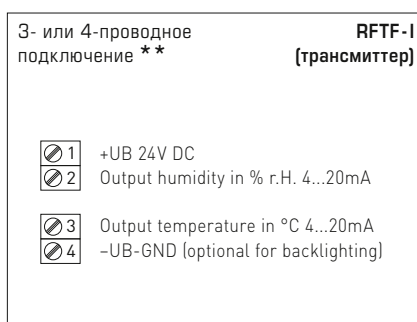 3- или 4-проводное RFTF-I
подключение ** (трансмиттер)
1 +UB 24V DC
2 Output humidity in % r.H. 4...20mA
3 Output temperature in °C 4...20mA
4 –UB-GND (optional for backlighting)